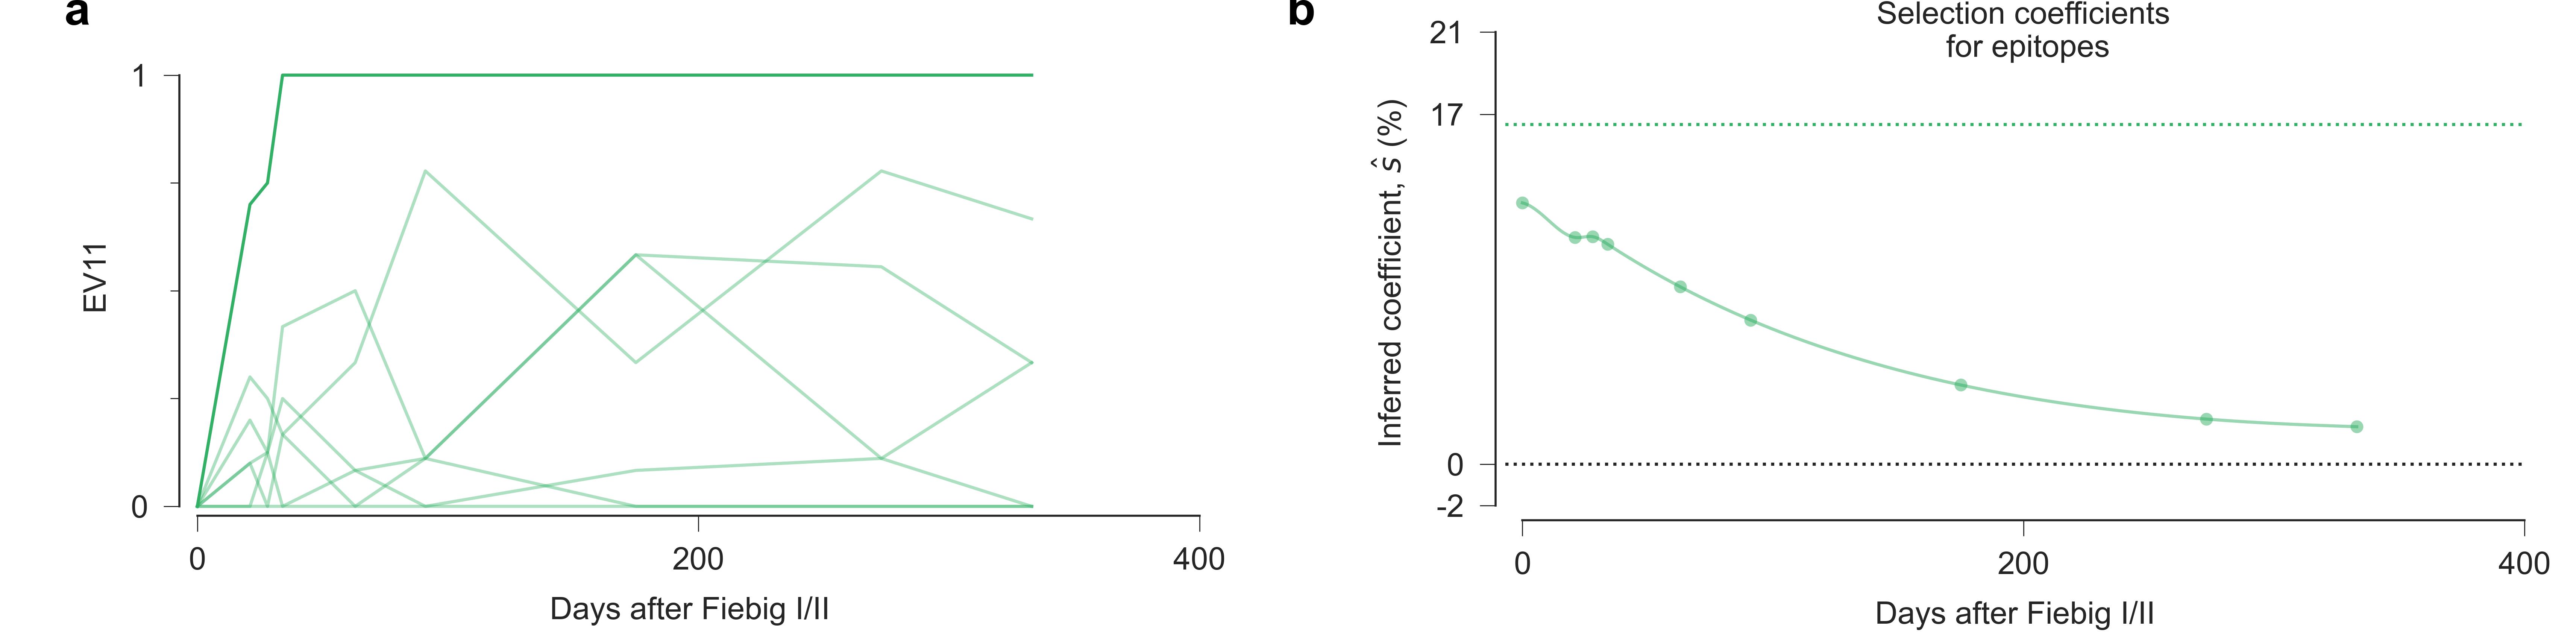 a
1
EV11
0
0 200 400
Days after Fiebig I/II
b
Selection coefficients
for epitopes
21
17
Inferred coefficient, ŝ (%)
0
-2
0 200 400
Days after Fiebig I/II